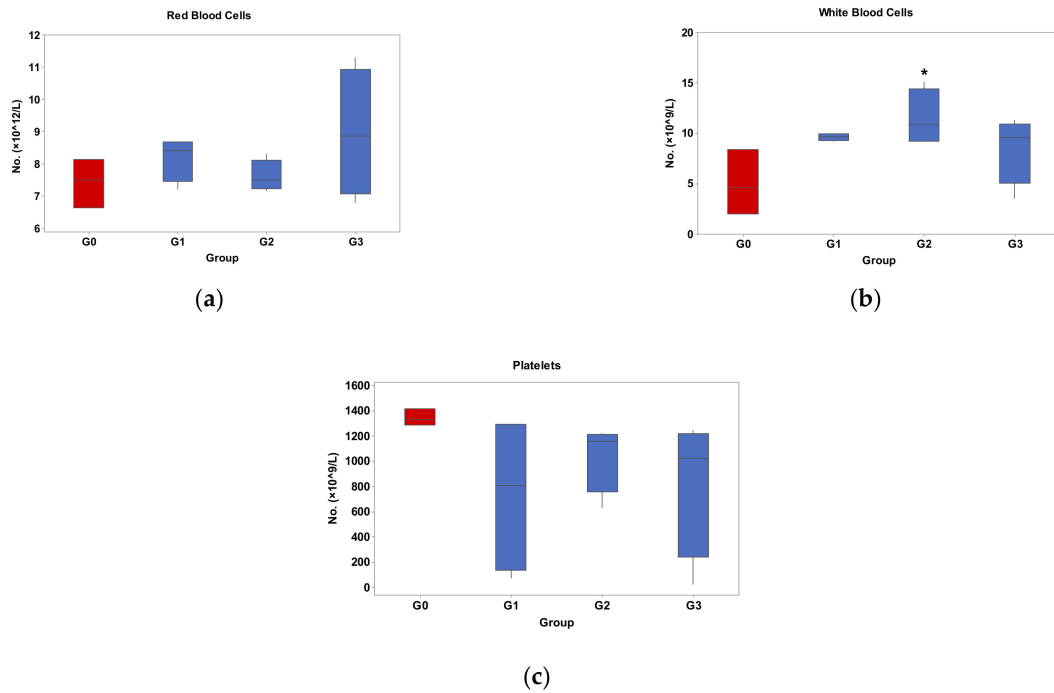 Red Blood Cells
No. (×10^12/L)
12
11
10
9
8
7
6
G0 G1 G2 G3
Group
(a)
White Blood Cells
No. (×10^9/L)
20
15
10
5
0
*
G0 G1 G2 G3
Group
(b)
Platelets
No. (×10^9/L)
1600
1400
1200
1000
800
600
400
200
0
G0 G1 G2 G3
Group
(c)